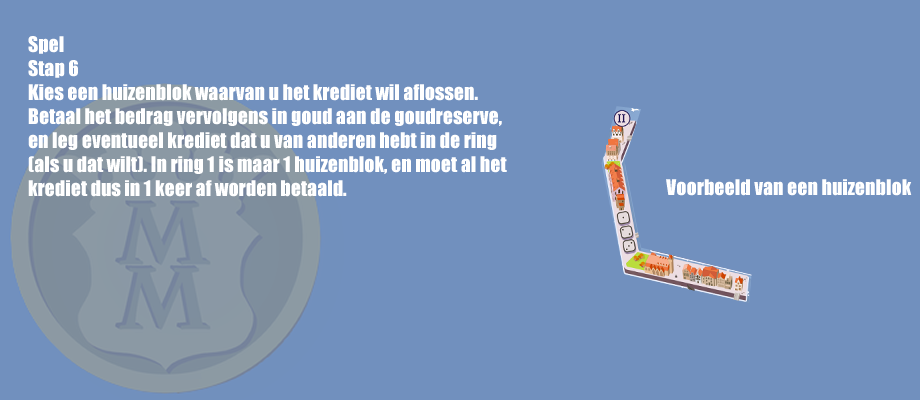 Spel
Stap 6
Kies een huizenblok waarvan u het krediet wil aflossen.
Betaal het bedrag vervolgens in goud aan de goudreserve,
en leg eventueel krediet dat u van anderen hebt in de ring
(als u dat wilt). In ring 1 is maar 1 huizenblok, en moet al het
krediet dus in 1 keer af worden betaald.
II
Voorbeeld van een huizenblok
M
M